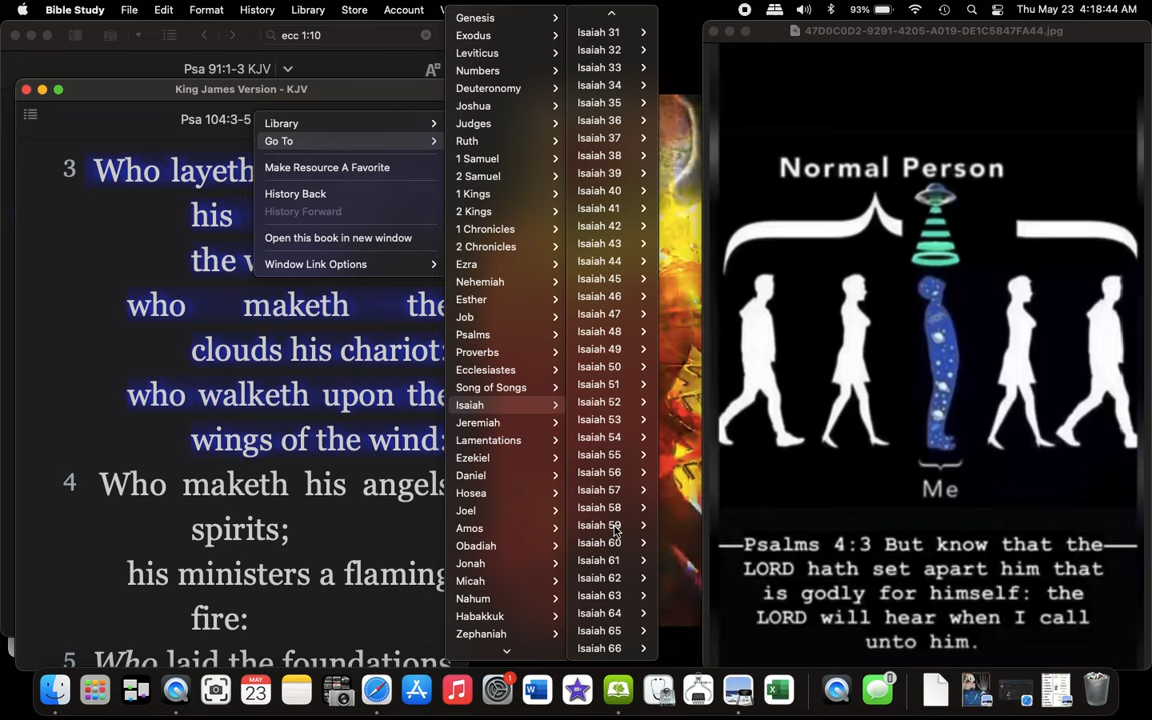 Bible Study File Edit Format History Library Store Account
93% Thu May 23 4:18:44 AM
ecc 1:10
Psa 91:1-3 KJV
King James Version - KJV
Psa 104:3-5
3 Who layeth
his
the
who maketh the
clouds his chariot:
who walketh upon the
wings of the wind:
4 Who maketh his angels
spirits;
his ministers a flaming
fire:
5 Who laid the foundations
Library
Go To
Make Resource A Favorite
History Back
History Forward
Open this book in new window
Window Link Options
Genesis
Exodus
Leviticus
Numbers
Deuteronomy
Joshua
Judges
Ruth
1 Samuel
2 Samuel
1 Kings
2 Kings
1 Chronicles
2 Chronicles
Ezra
Nehemiah
Esther
Job
Psalms
Proverbs
Ecclesiastes
Song of Songs
Isaiah
Jeremiah
Lamentations
Ezekiel
Daniel
Hosea
Joel
Amos
Obadiah
Jonah
Micah
Nahum
Habakkuk
Zephaniah
Isaiah 31
Isaiah 32
Isaiah 33
Isaiah 34
Isaiah 35
Isaiah 36
Isaiah 37
Isaiah 38
Isaiah 39
Isaiah 40
Isaiah 41
Isaiah 42
Isaiah 43
Isaiah 44
Isaiah 45
Isaiah 46
Isaiah 47
Isaiah 48
Isaiah 49
Isaiah 50
Isaiah 51
Isaiah 52
Isaiah 53
Isaiah 54
Isaiah 55
Isaiah 56
Isaiah 57
Isaiah 58
Isaiah 59
Isaiah 60
Isaiah 61
Isaiah 62
Isaiah 63
Isaiah 64
Isaiah 65
Isaiah 66
47D0C0D2-9291-4205-A019-DE1C5847FA44.jpg
Normal Person
Me
—Psalms 4:3 But know that the—
LORD hath set apart him that
is godly for himself: the
LORD will hear when I call
unto him.
MAY
23
1